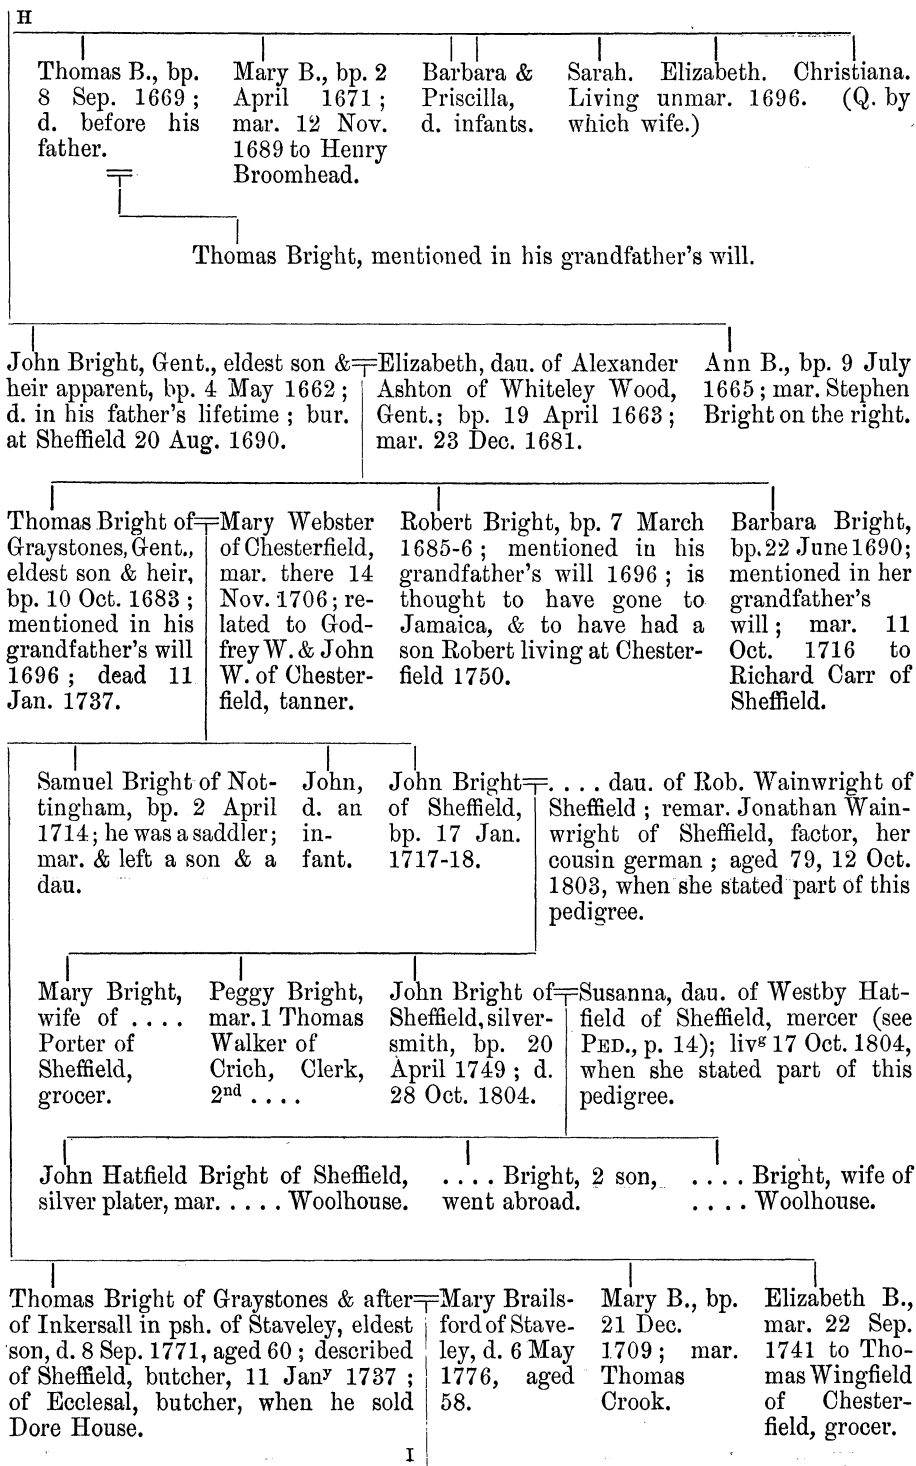 H
Thomas B., bp.
8 Sep. 1669 ;
d. before his
father.
Mary B., bp. 2
April 1671 ;
mar. 12 Nov.
1689 to Henry
Broomhead.
Barbara &
Priscilla,
d. infants.
Sarah. Elizabeth. Christiana.
Living unmar. 1696. (Q. by
which wife.)
Thomas Bright, mentioned in his grandfather's will.
John Bright, Gent., eldest son &
heir apparent, bp. 4 May 1662 ;
d. in his father's lifetime ; bur.
at Sheffield 20 Aug. 1690.
Elizabeth, dau. of Alexander
Ashton of Whiteley Wood,
Gent.; bp. 19 April 1663 ;
mar. 23 Dec. 1681.
Ann B., bp. 9 July
1665 ; mar. Stephen
Bright on the right.
Thomas Bright of
Graystones, Gent.,
eldest son & heir,
bp. 10 Oct. 1683 ;
mentioned in his
grandfather's will
1696 ; dead 11
Jan. 1737.
Mary Webster
of Chesterfield,
mar. there 14
Nov. 1706 ; re-
lated to God-
frey W. & John
W. of Chester-
field, tanner.
Robert Bright, bp. 7 March
1685-6 ; mentioned in his
grandfather's will 1696 ; is
thought to have gone to
Jamaica, & to have had a
son Robert living at Chester-
field 1750.
Barbara Bright,
bp. 22 June 1690;
mentioned in her
grandfather's
will ; mar. 11
Oct. 1716 to
Richard Carr of
Sheffield.
Samuel Bright of Not-
tingham, bp. 2 April
1714; he was a saddler;
mar. & left a son & a
dau.
John,
d. an
in-
fant.
John Bright
of Sheffield,
bp. 17 Jan.
1717-18.
. . . . dau. of Rob. Wainwright of
Sheffield ; remar. Jonathan Wain-
wright of Sheffield, factor, her
cousin german ; aged 79, 12 Oct.
1803, when she stated part of this
pedigree.
Mary Bright,
wife of . . . .
Porter of
Sheffield,
grocer.
Peggy Bright,
mar. 1 Thomas
Walker of
Crich, Clerk,
2nd . . . .
John Bright of
Sheffield, silver-
smith, bp. 20
April 1749 ; d.
28 Oct. 1804.
Susanna, dau. of Westby Hat-
field of Sheffield, mercer (see
PED., p. 14); livg 17 Oct. 1804,
when she stated part of this
pedigree.
John Hatfield Bright of Sheffield,
silver plater, mar. . . . . Woolhouse.
. . . . Bright, 2 son,
went abroad.
. . . . Bright, wife of
. . . . Woolhouse.
Thomas Bright of Graystones & after
of Inkersall in psh. of Staveley, eldest
son, d. 8 Sep. 1771, aged 60 ; described
of Sheffield, butcher, 11 Jany 1737 ;
of Ecclesal, butcher, when he sold
Dore House.
Mary Brails-
ford of Stave-
ley, d. 6 May
1776, aged
58.
Mary B., bp.
21 Dec.
1709 ; mar.
Thomas
Crook.
Elizabeth B.,
mar. 22 Sep.
1741 to Tho-
mas Wingfield
of Chester-
field, grocer.
I